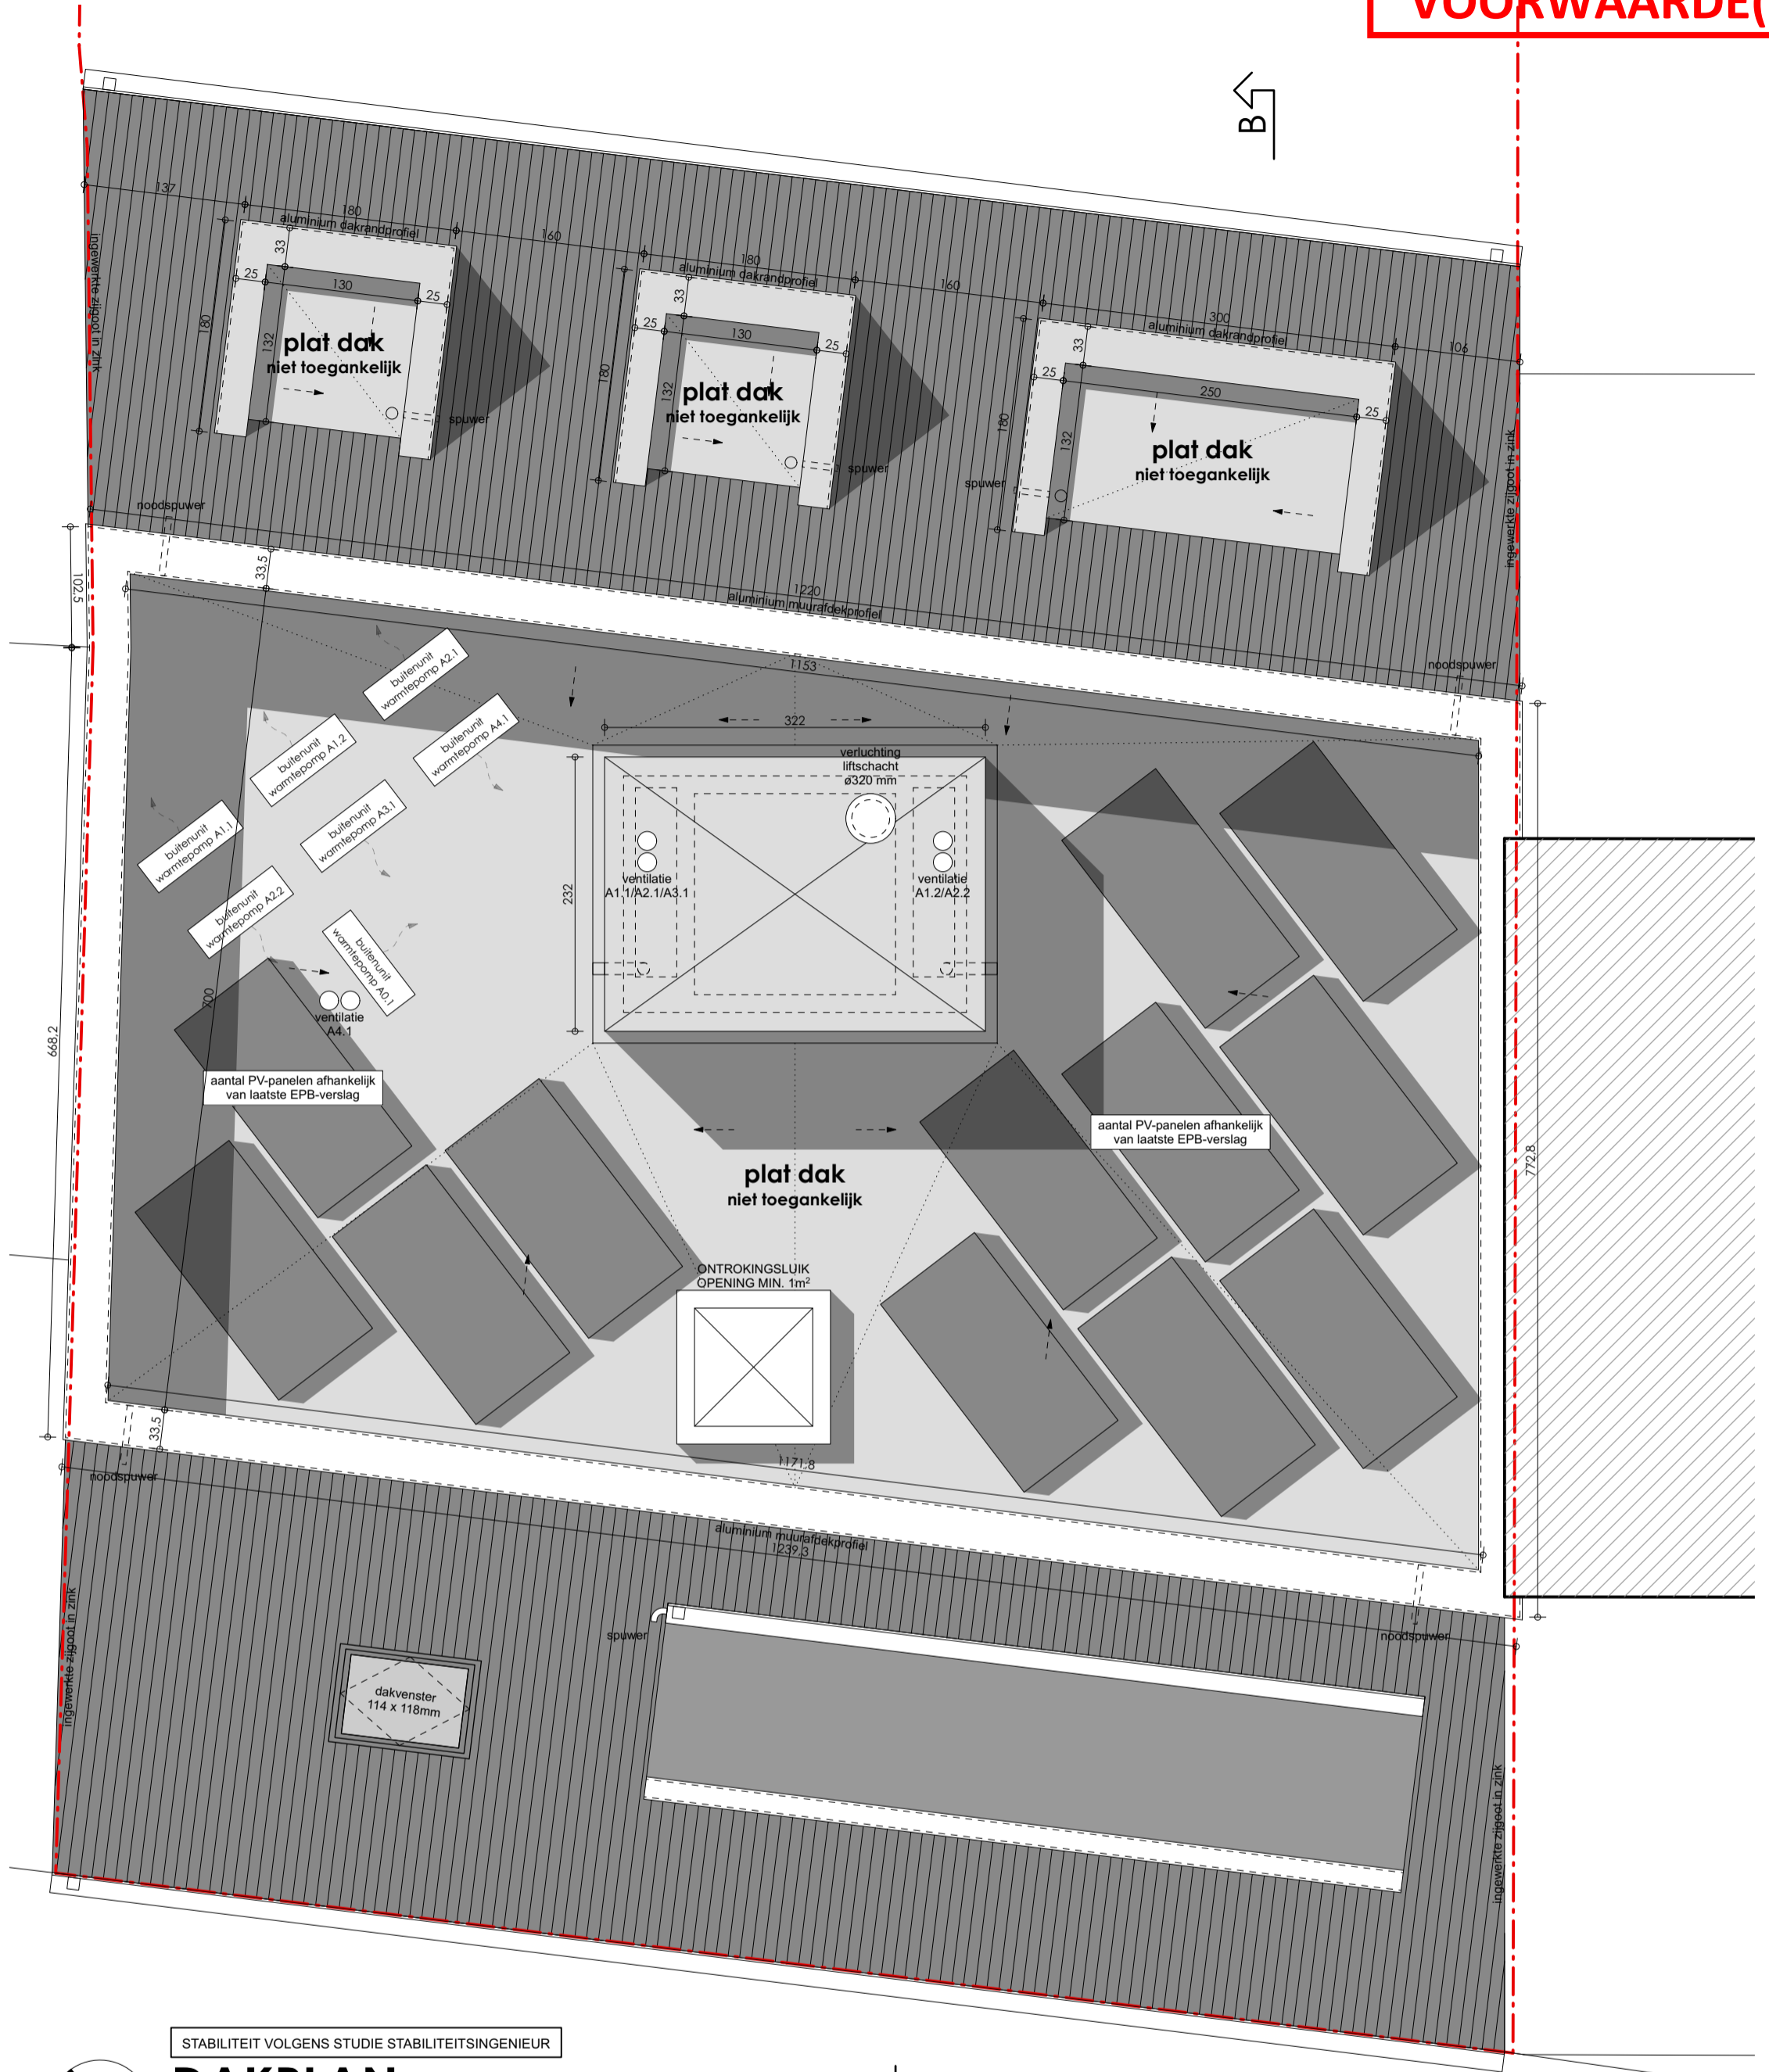 VOORWAARDE(
B
137
180
aluminium dakrandprofiel
160
180
aluminium dakrandprofiel
160
300
aluminium dakrandprofiel
106
ingewerkte zijgoot in zink
33
25
130
25
180
132
plat dak
niet toegankelijk
spuwer
33
25
130
25
180
132
plat dak
niet toegankelijk
spuwer
33
25
250
25
180
132
plat dak
niet toegankelijk
spuwer
ingewerkte zijgoot in zink
noodspuwer
102,5
33,5
1220
aluminium muurafdekprofiel
noodspuwer
1153
buitenunit
warmtepomp A2.1
buitenunit
warmtepomp A4.1
buitenunit
warmtepomp A1.2
buitenunit
warmtepomp A3.1
buitenunit
warmtepomp A1.1
buitenunit
warmtepomp A2.2
buitenunit
warmtepomp A0.1
322
232
verluchting
liftschacht
ø320 mm
ventilatie
A1.1/A2.1/A3.1
ventilatie
A1.2/A2.2
700
ventilatie
A4.1
668,2
aantal PV-panelen afhankelijk
van laatste EPB-verslag
aantal PV-panelen afhankelijk
van laatste EPB-verslag
772,8
plat dak
niet toegankelijk
ONTROKINGSLUIK
OPENING MIN. 1m²
33,5
1171,8
noodspuwer
aluminium muurafdekprofiel
1239,3
noodspuwer
spuwer
ingewerkte zijgoot in zink
dakvenster
114 x 118mm
ingewerkte zijgoot in zink
STABILITEIT VOLGENS STUDIE STABILITEITSINGENIEUR
DAKPLAN